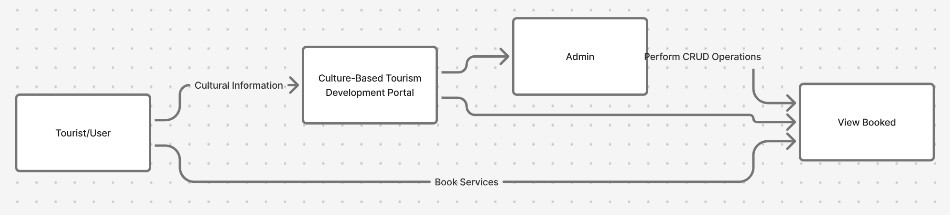 Tourist/User
Cultural Information
Culture-Based Tourism
Development Portal
Admin
Perform CRUD Operations
View Booked
Book Services